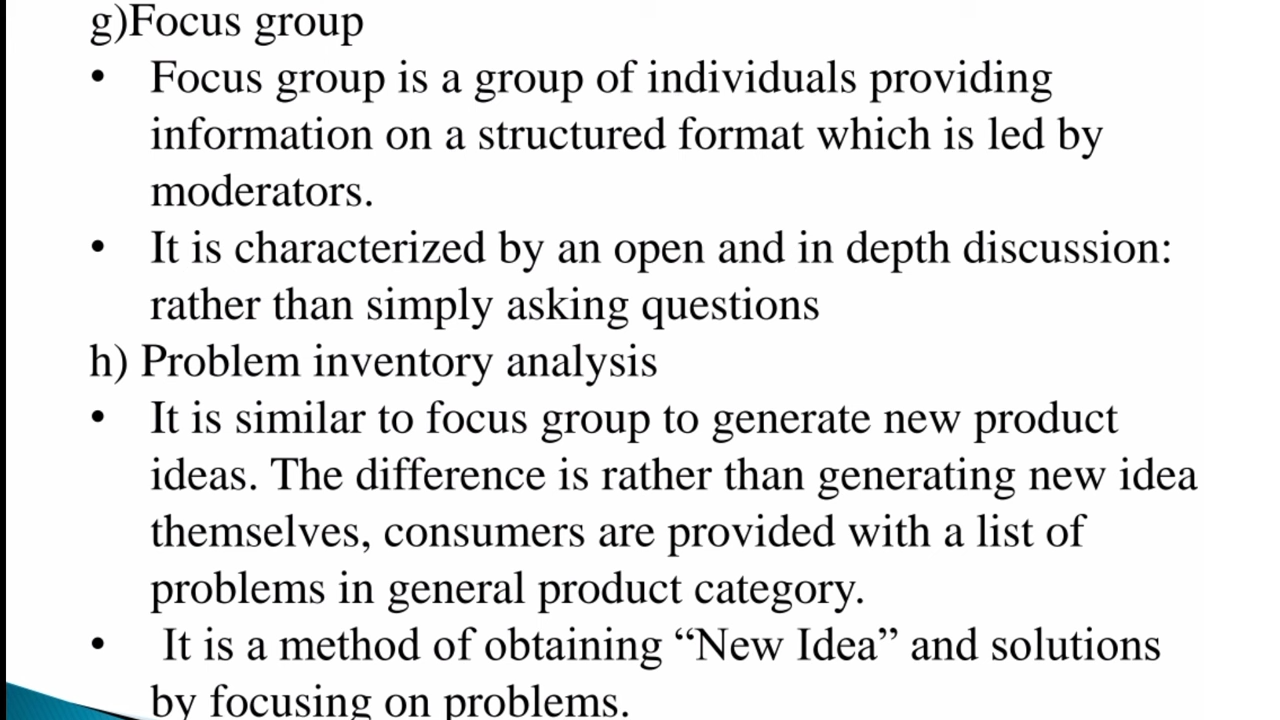 g)Focus group
• Focus group is a group of individuals providing
information on a structured format which is led by
moderators.
• It is characterized by an open and in depth discussion:
rather than simply asking questions
h) Problem inventory analysis
• It is similar to focus group to generate new product
ideas. The difference is rather than generating new idea
themselves, consumers are provided with a list of
problems in general product category.
• It is a method of obtaining “New Idea” and solutions
by focusing on problems.